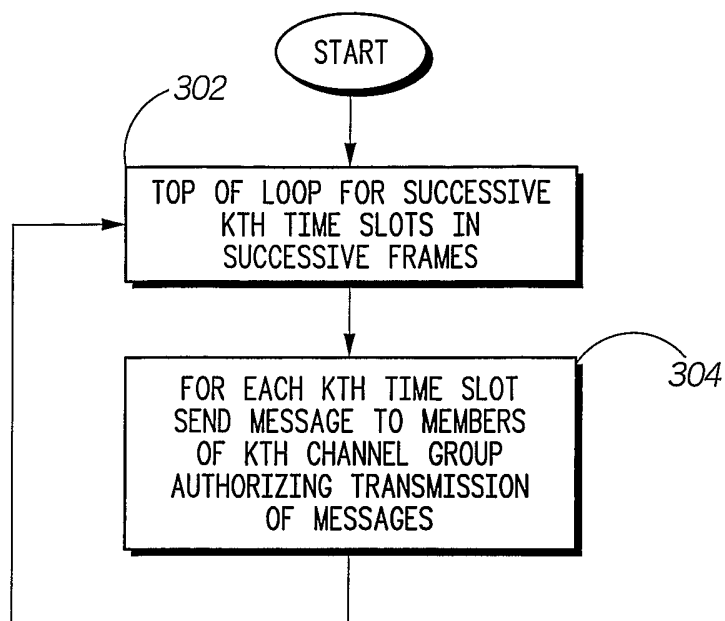 START
302
TOP OF LOOP FOR SUCCESSIVE
KTH TIME SLOTS IN
SUCCESSIVE FRAMES
304
FOR EACH KTH TIME SLOT
SEND MESSAGE TO MEMBERS
OF KTH CHANNEL GROUP
AUTHORIZING TRANSMISSION
OF MESSAGES